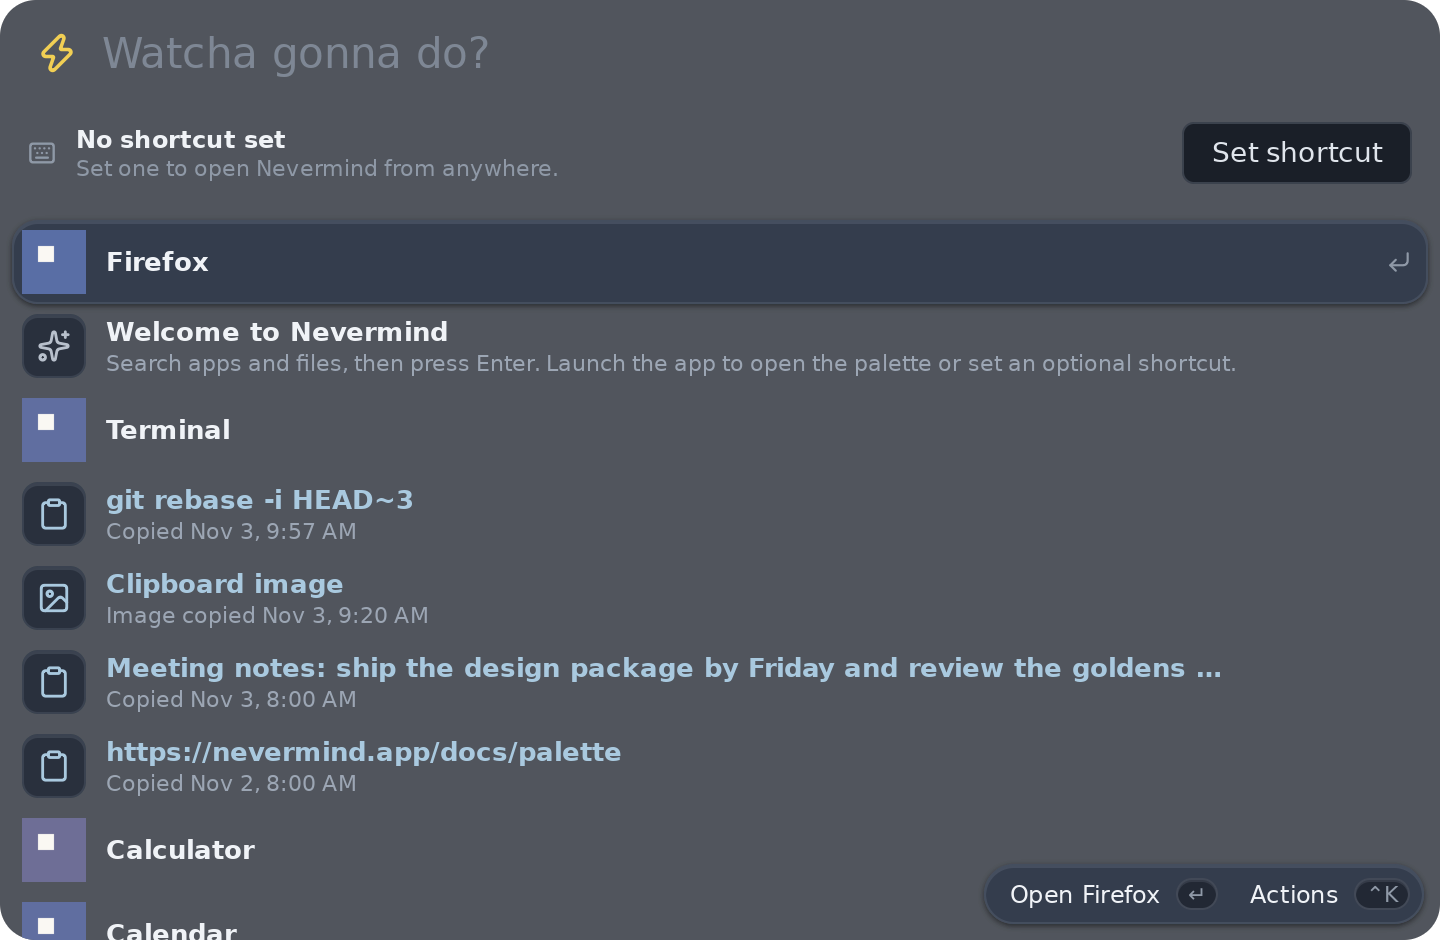 Watcha gonna do?
No shortcut set
Set one to open Nevermind from anywhere.
Set shortcut
Firefox
Welcome to Nevermind
Search apps and files, then press Enter. Launch the app to open the palette or set an optional shortcut.
Terminal
git rebase -i HEAD~3
Copied Nov 3, 9:57 AM
Clipboard image
Image copied Nov 3, 9:20 AM
Meeting notes: ship the design package by Friday and review the goldens …
Copied Nov 3, 8:00 AM
https://nevermind.app/docs/palette
Copied Nov 2, 8:00 AM
Calculator
Open Firefox ↵ Actions ⌃K
Calendar